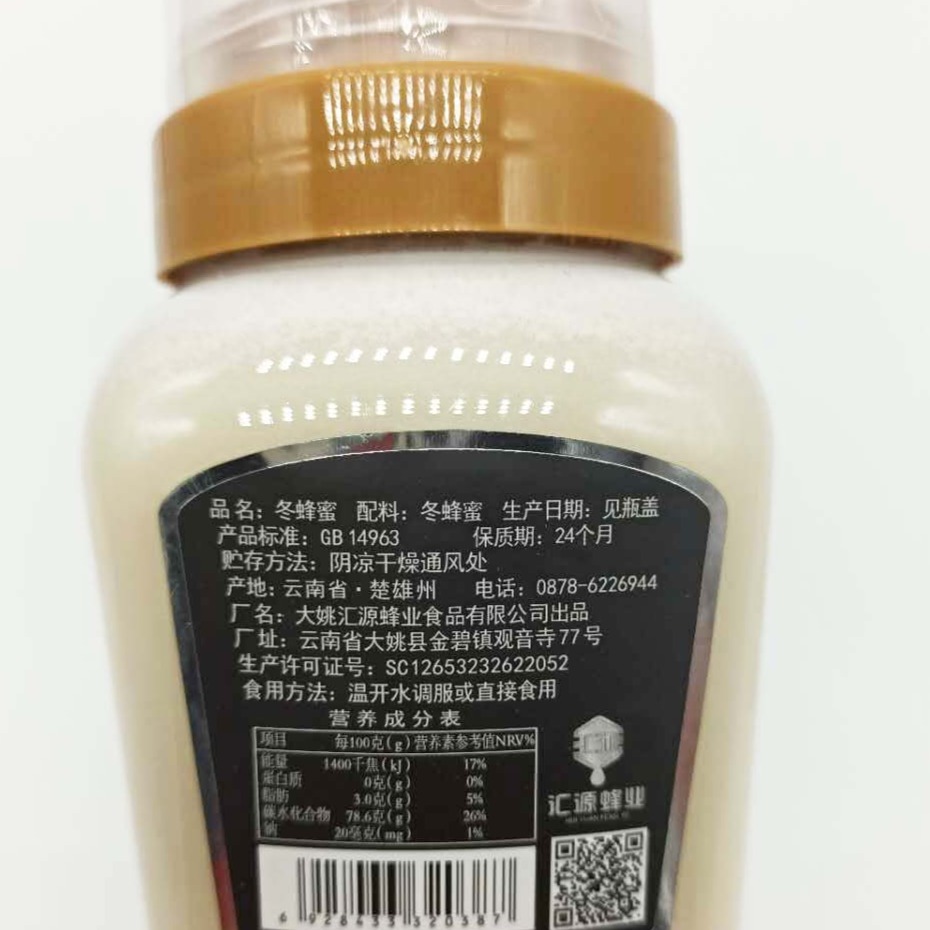 品名：冬蜂蜜 配料：冬蜂蜜 生产日期：见瓶盖
产品标准：GB 14963 保质期：24个月
贮存方法：阴凉干燥通风处
产地：云南省·楚雄州 电话：0878-6226944
厂名：大姚汇源蜂业食品有限公司出品
厂址：云南省大姚县金碧镇观音寺77号
生产许可证号：SC12653232622052
食用方法：温开水调服或直接食用
营养成分表
项目 每100克(g) 营养素参考值NRV%
能量 1400千焦(kJ) 17%
蛋白质 0克(g) 0%
脂肪 3.0克(g) 5%
碳水化合物 78.6克(g) 26%
钠 20毫克(mg) 1%
汇源蜂业
6 928433 320387